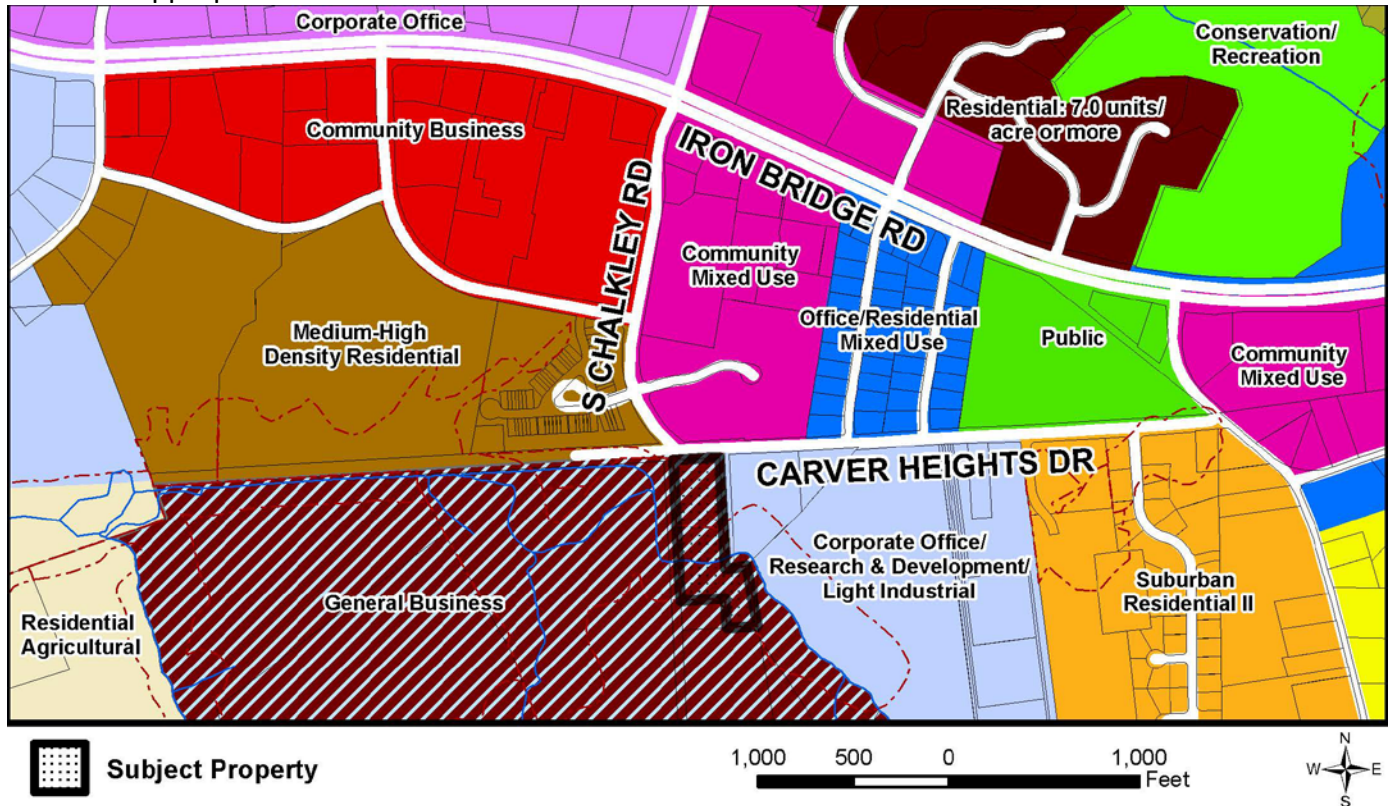 Corporate Office
Conservation/
Recreation
Residential: 7.0 units/
acre or more
Community Business
IRON BRIDGE RD
S CHALKLEY RD
Community
Mixed Use
Office/Residential
Mixed Use
Public
Medium-High
Density Residential
Community
Mixed Use
CARVER HEIGHTS DR
Corporate Office/
Research & Development/
Light Industrial
Suburban
Residential II
General Business
Residential
Agricultural
Subject Property
1,000 500 0 1,000
Feet
N
W E
S